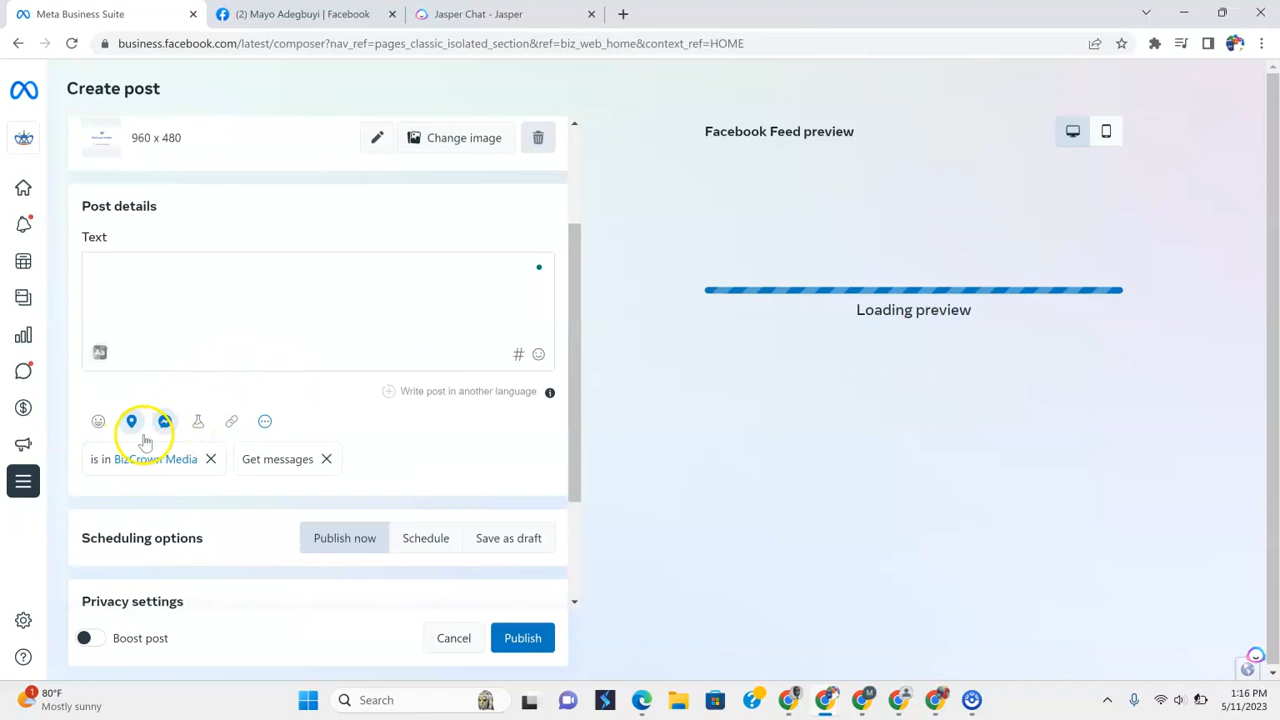 Meta Business Suite
(2) Mayo Adegbuyi | Facebook
Jasper Chat - Jasper
business.facebook.com/latest/composer?nav_ref=pages_classic_isolated_section&ref=biz_web_home&context_ref=HOME
Create post
960 x 480
Change image
Facebook Feed preview
Post details
Text
Loading preview
Aa
#
Write post in another language
is in BizCrown Media
Get messages
Scheduling options
Publish now
Schedule
Save as draft
Privacy settings
Boost post
Cancel
Publish
1
80°F
Mostly sunny
Search
M
1:16 PM
5/11/2023